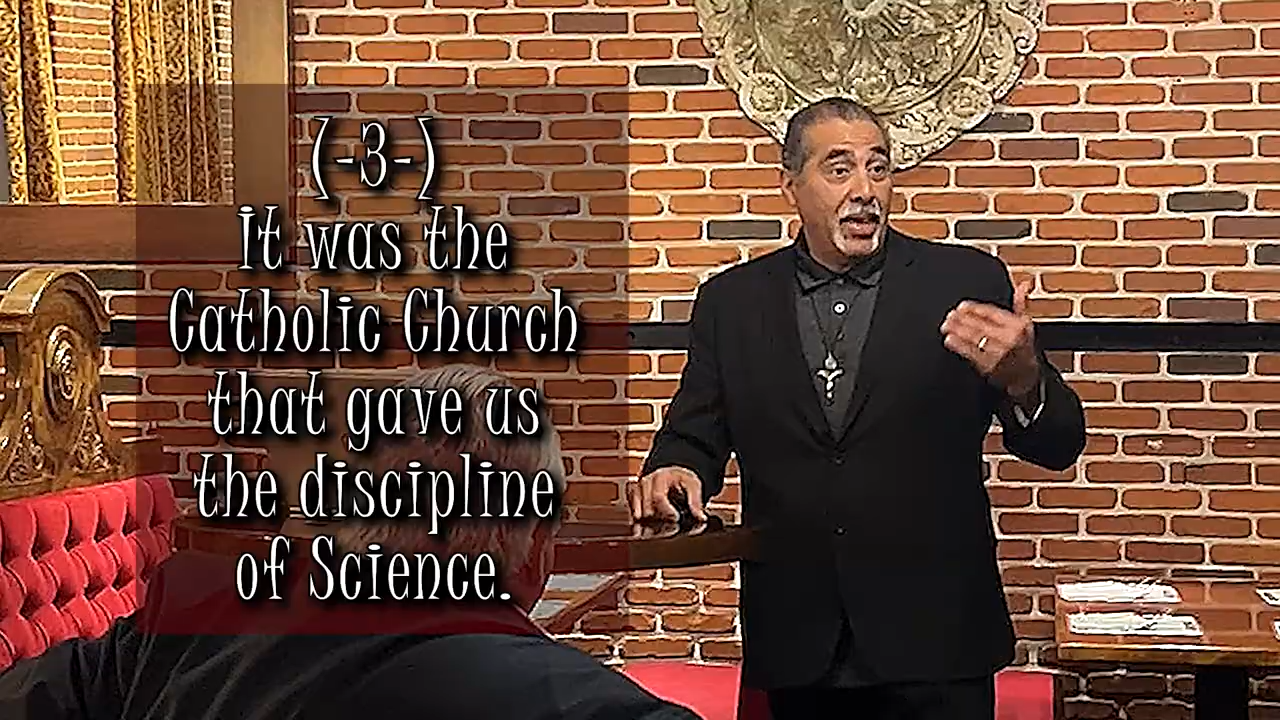 (-3-)
It was the
Catholic Church
that gave us
the discipline
of Science.